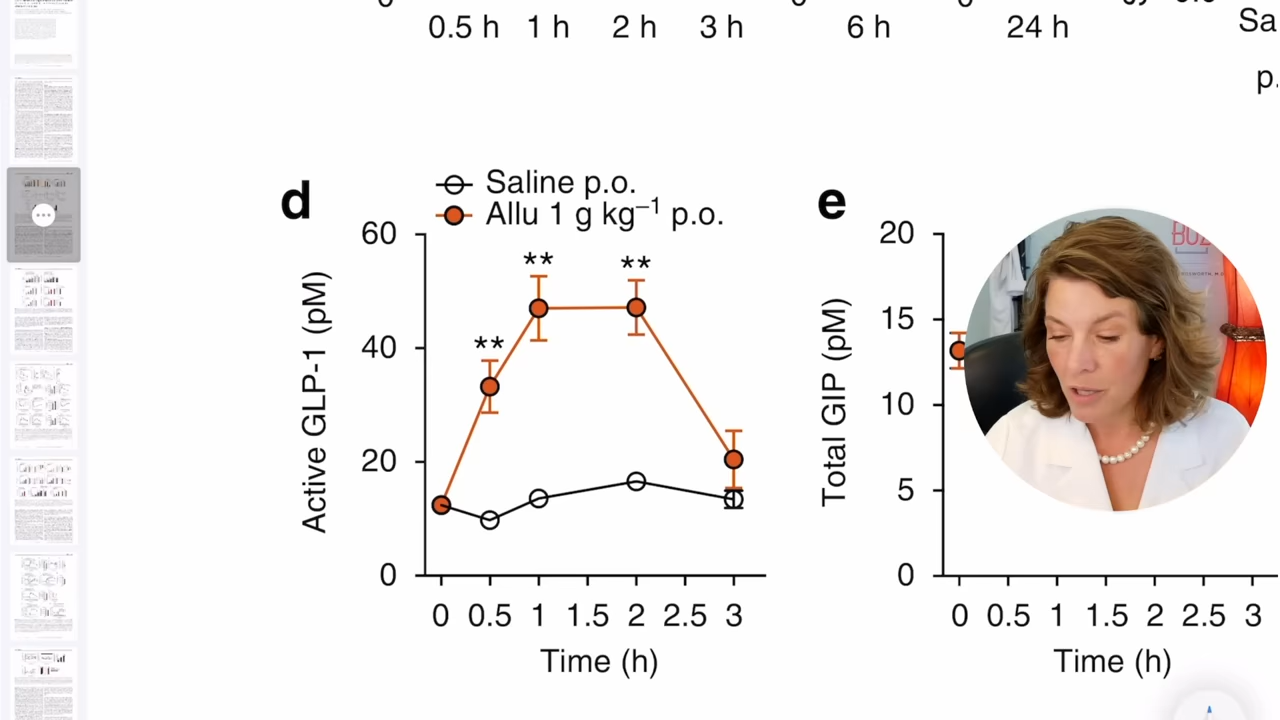 0.5 h 1 h 2 h 3 h 6 h 24 h Sa
p.
d
Saline p.o.
Allu 1 g kg⁻¹ p.o.
60
40
20
0
Active GLP-1 (pM)
** ** **
0 0.5 1 1.5 2 2.5 3
Time (h)
e
20
15
10
5
0
Total GIP (pM)
0 0.5 1 1.5 2 2.5 3
Time (h)